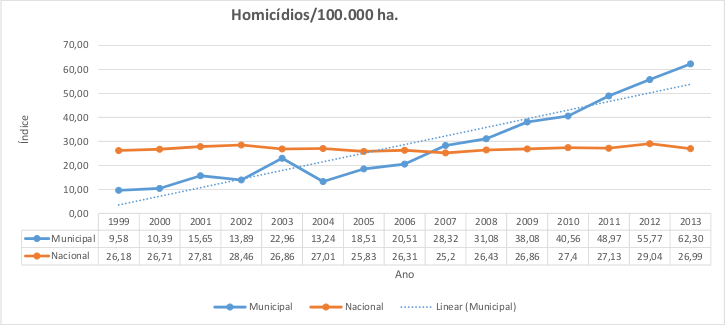 Homicídios/100.000 ha.
70,00
60,00
50,00
40,00
30,00
20,00
10,00
0,00
Índice
1999 2000 2001 2002 2003 2004 2005 2006 2007 2008 2009 2010 2011 2012 2013
Municipal 9,58 10,39 15,65 13,89 22,96 13,24 18,51 20,51 28,32 31,08 38,08 40,56 48,97 55,77 62,30
Nacional 26,18 26,71 27,81 28,46 26,86 27,01 25,83 26,31 25,2 26,43 26,86 27,4 27,13 29,04 26,99
Ano
Municipal Nacional Linear (Municipal)